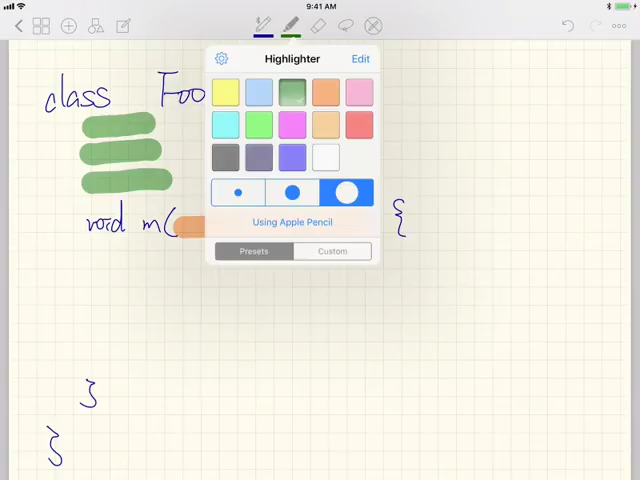 9:41 AM
Highlighter
Edit
class Foo
Using Apple Pencil
void m( {
Presets
Custom
}
}